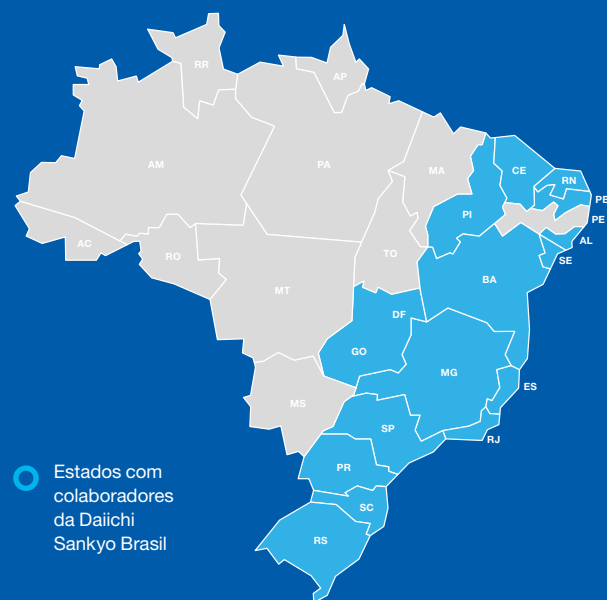 RR
AP
AM
PA
MA
CE
RN
PB
PI
PE
AL
AC
RO
TO
SE
BA
MT
DF
GO
MG
ES
MS
SP
RJ
PR
SC
RS
Estados com
colaboradores
da Daiichi
Sankyo Brasil